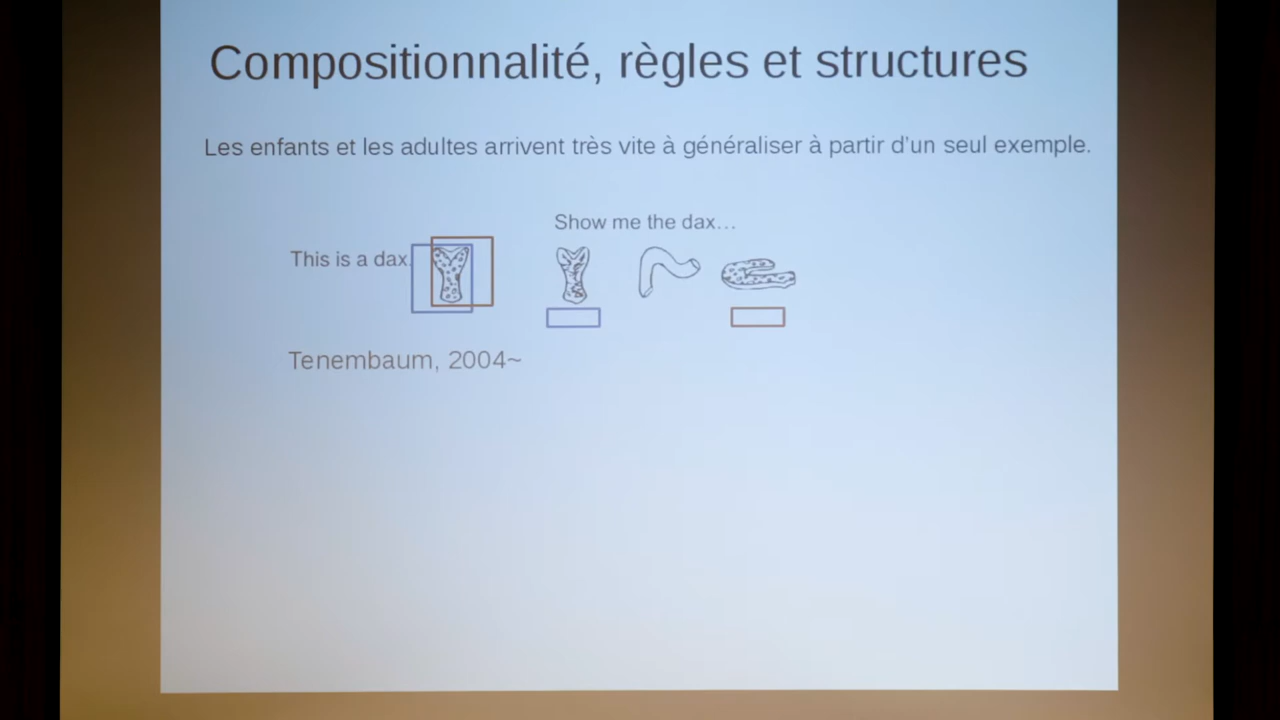 Compositionnalité, règles et structures
Les enfants et les adultes arrivent très vite à généraliser à partir d'un seul exemple.
Show me the dax...
This is a dax.
Tenembaum, 2004~